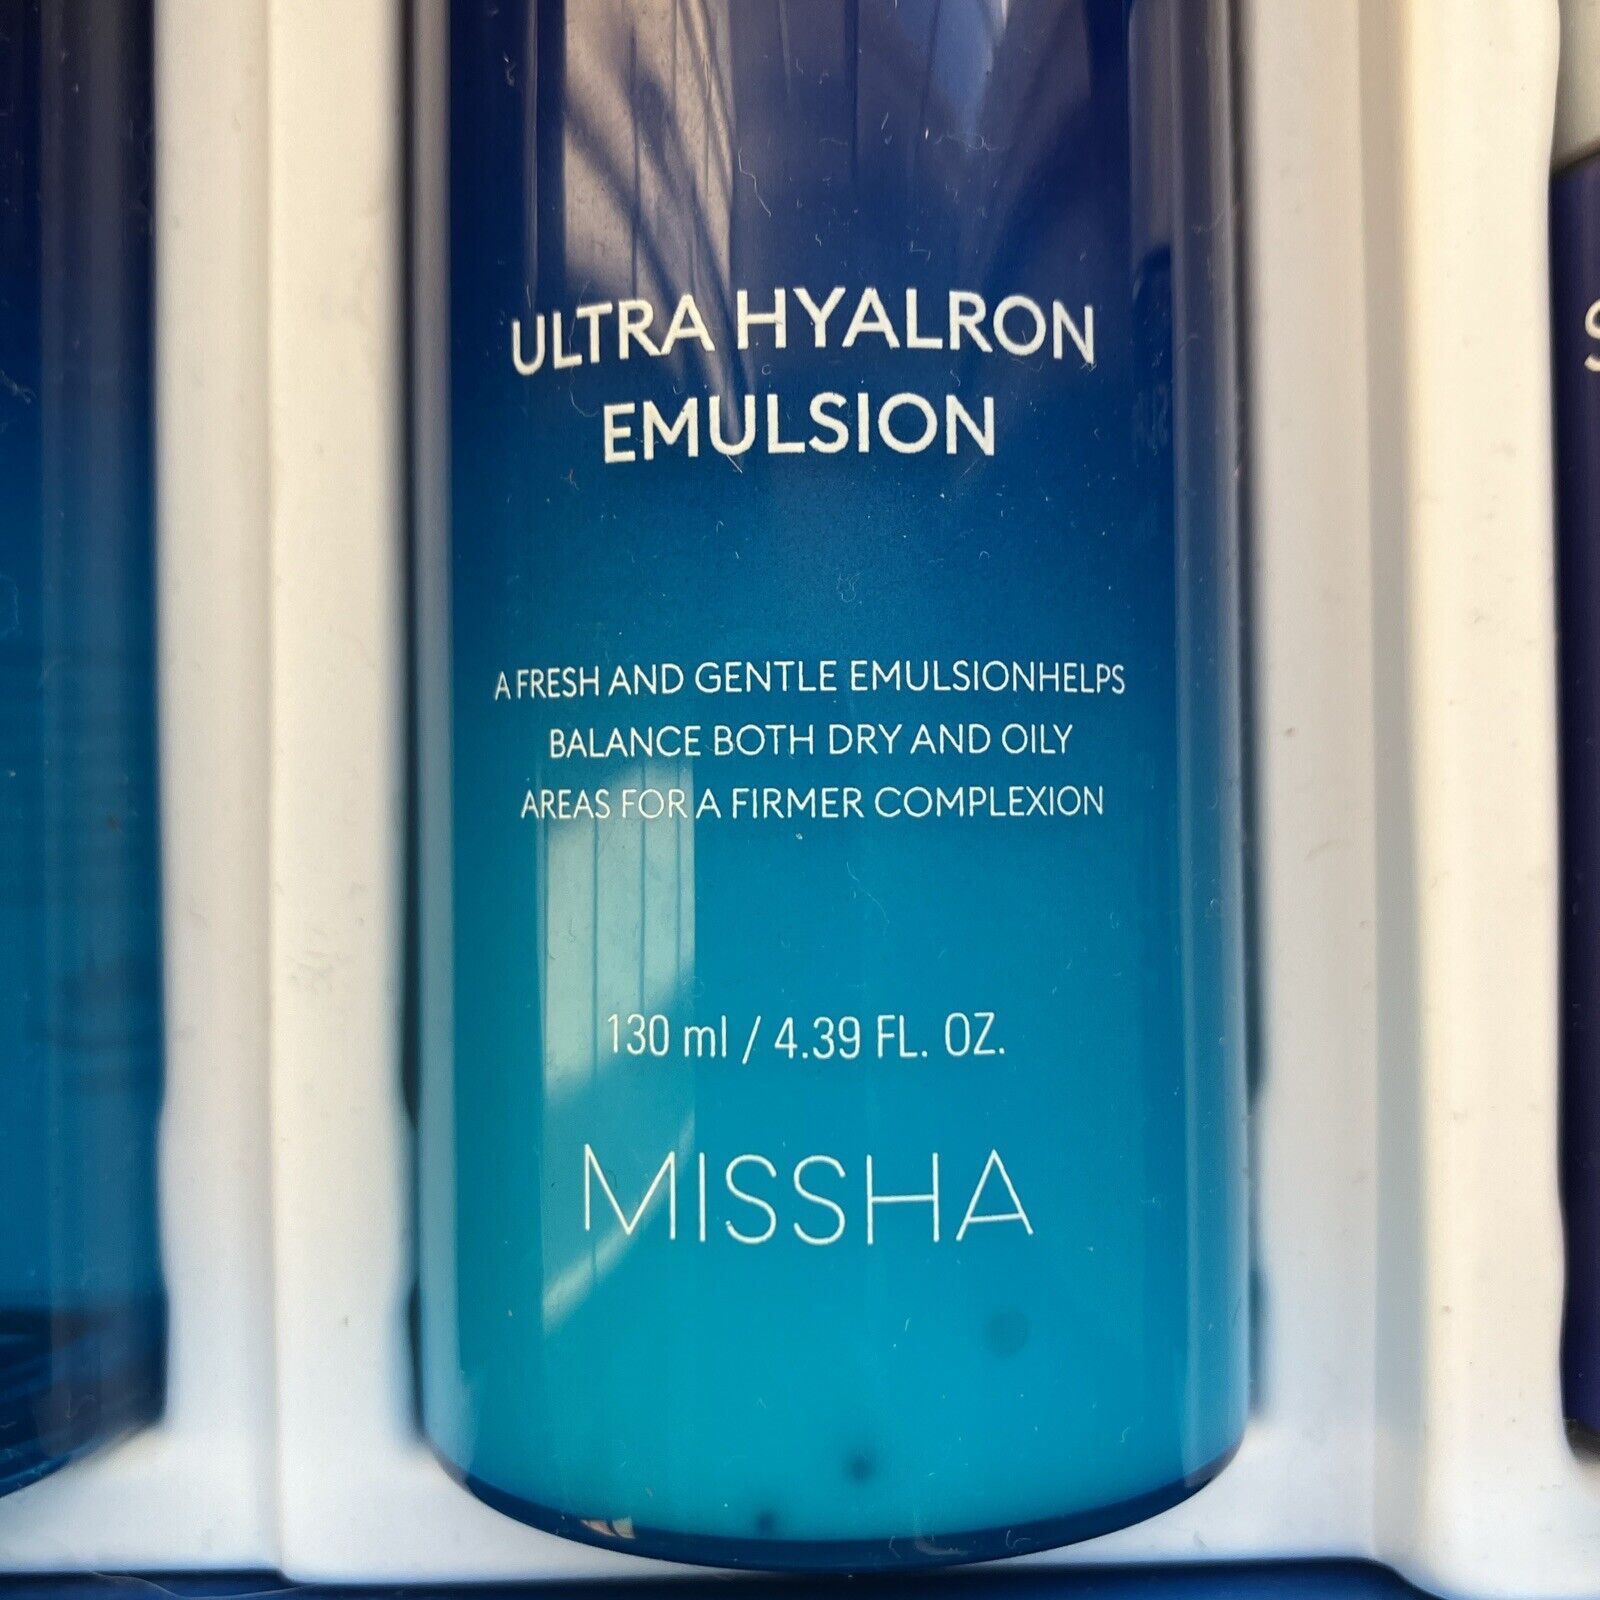 ULTRA HYALRON
EMULSION
A FRESH AND GENTLE EMULSIONHELPS
BALANCE BOTH DRY AND OILY
AREAS FOR A FIRMER COMPLEXION
130 ml / 4.39 FL. OZ.
MISSHA